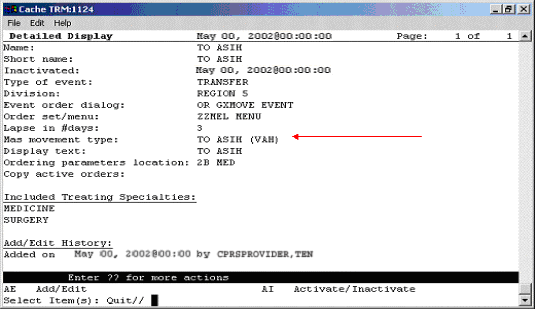 Cache TRM:1124
File Edit Help
Detailed Display May 00, 2002@00:00:00 Page: 1 of 1
Name: TO ASIH
Short name: TO ASIH
Inactivated: May 00, 2002@00:00:00
Type of event: TRANSFER
Division: REGION 5
Event order dialog: OR GXMOVE EVENT
Order set/menu: ZZMEL MENU
Lapse in #days: 3
Mas movement type: TO ASIH (VAH)
Display text: TO ASIH
Ordering parameters location: 2B MED
Copy active orders:
Included Treating Specialties:
MEDICINE
SURGERY
Add/Edit History:
Added on May 00, 2002@00:00 by CPRSPROVIDER,TEN
Enter ?? for more actions
AE Add/Edit AI Activate/Inactivate
Select Item(s): Quit//